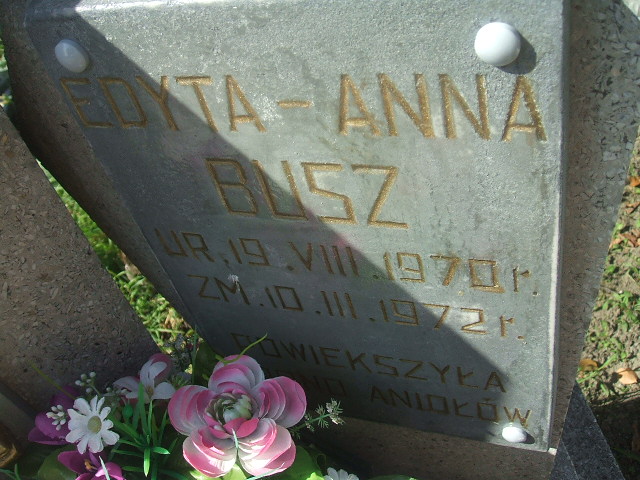 EDYTA - ANNA
BUSZ
UR. 19. VIII. 1970 r.
ZM. 10. III. 1972 r.
POWIEKSZYŁA
ANIOŁÓW